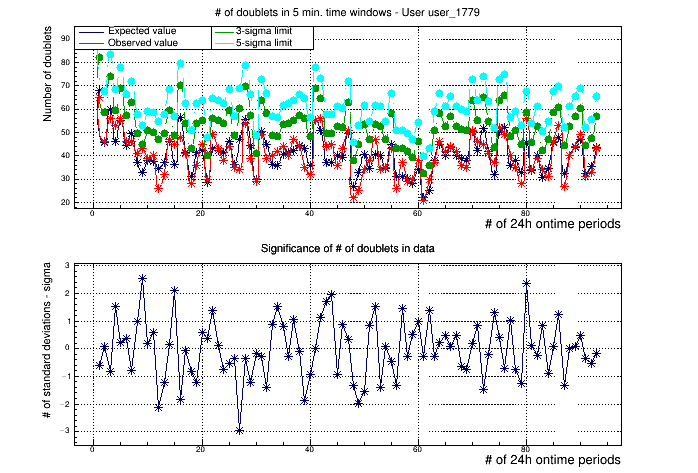 # of doublets in 5 min. time windows - User user_1779
Number of doublets
Expected value
Observed value
3-sigma limit
5-sigma limit
90
80
70
60
50
40
30
20
0 20 40 60 80
# of 24h ontime periods
Significance of # of doublets in data
# of standard deviations - sigma
3
2
1
0
−1
−2
−3
0 20 40 60 80
# of 24h ontime periods